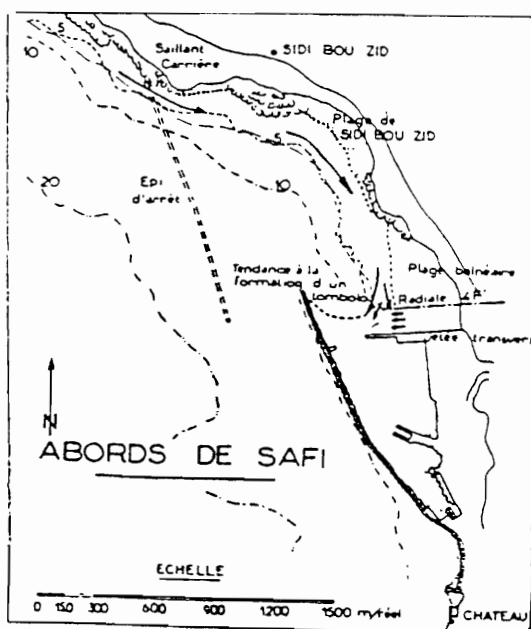 SIDI BOU ZID
Saillant
Carrière
Plage de
SIDI BOU ZID
5
10
5
10
20
Epi
d'arrêt
Plage balnéaire
Tendance à la
formation d'un
tombolo
Radiale
Jetée transver
N
ABORDS DE SAFI
ECHELLE
0 150 300 600 900 1200 1500 m/réel
CHATEAU